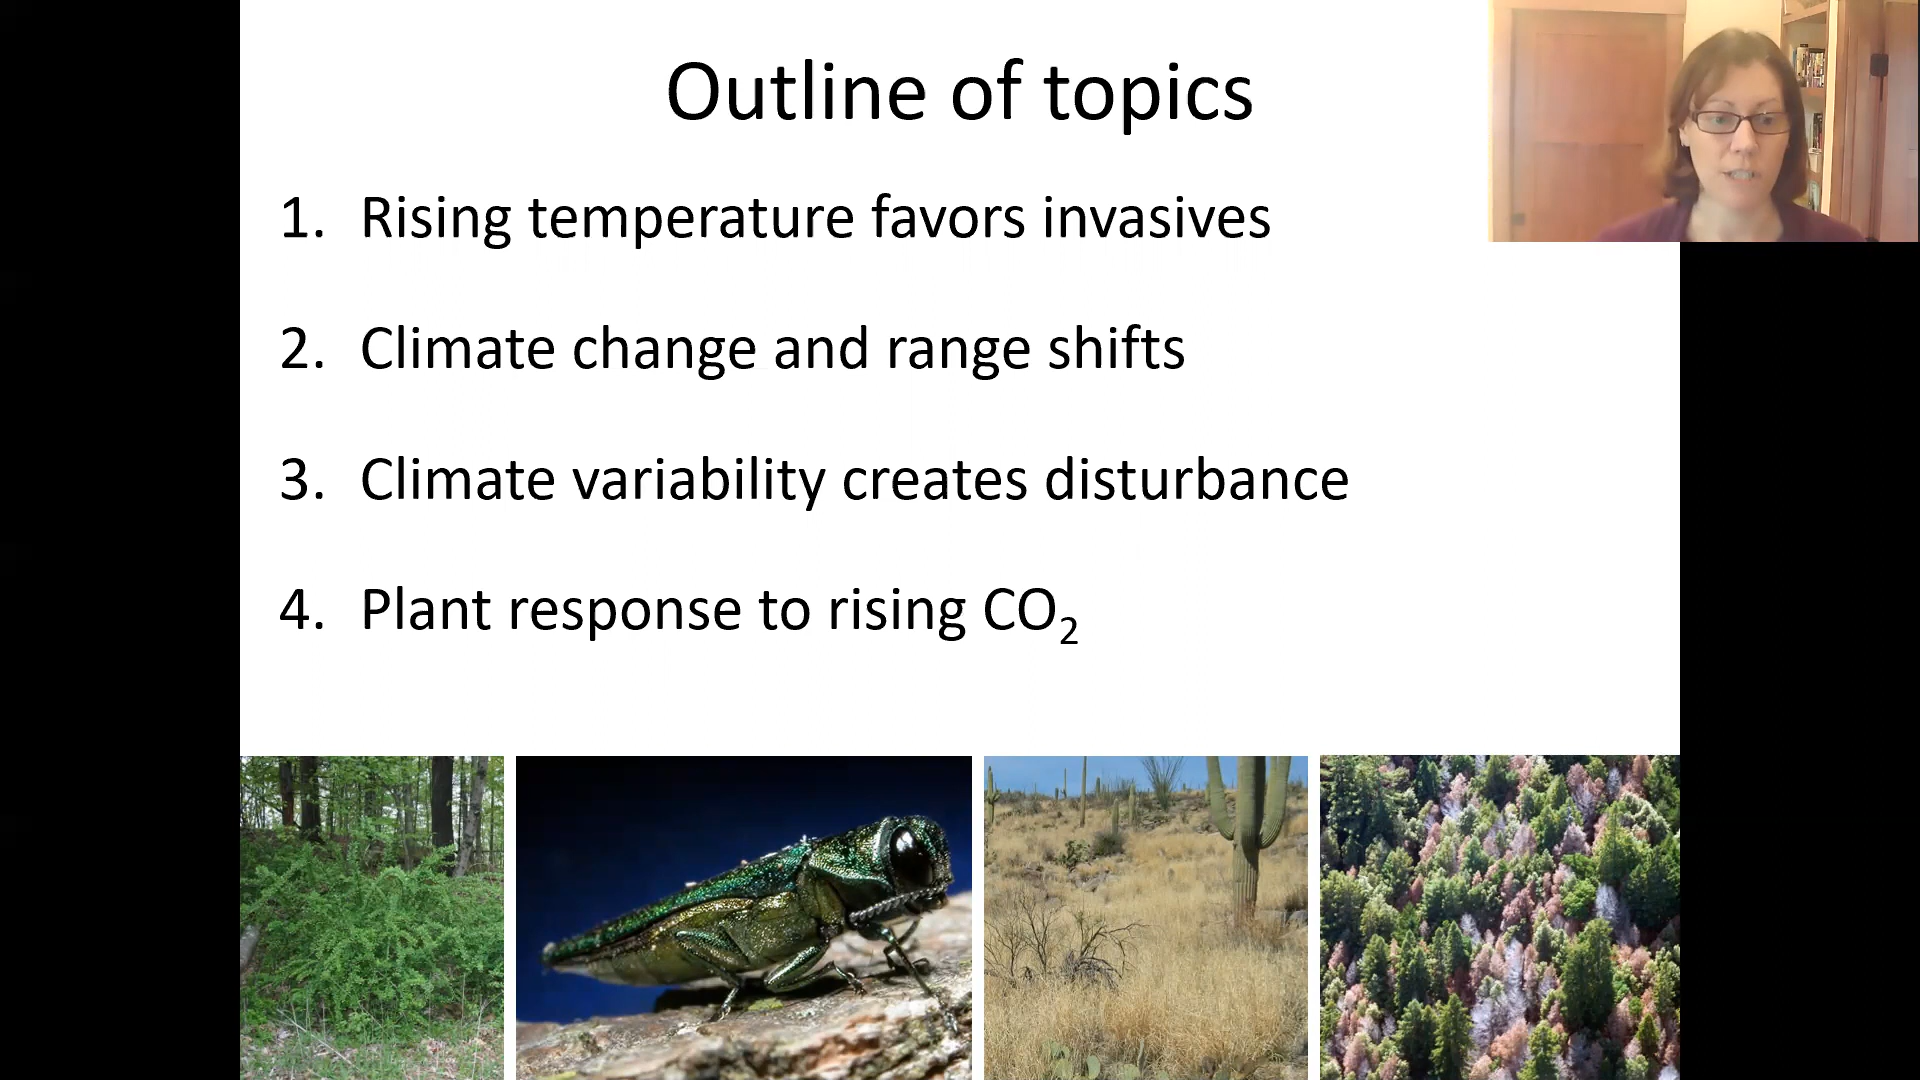 Outline of topics
1. Rising temperature favors invasives
2. Climate change and range shifts
3. Climate variability creates disturbance
4. Plant response to rising CO₂